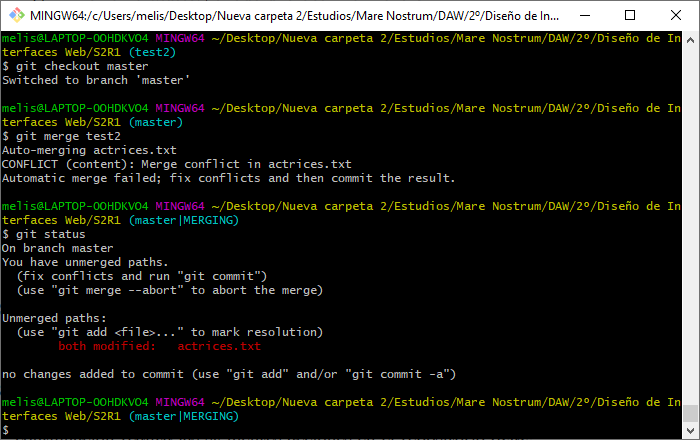 MINGW64:/c/Users/melis/Desktop/Nueva carpeta 2/Estudios/Mare Nostrum/DAW/2º/Diseño de In...
melis@LAPTOP-OOHDKVO4 MINGW64 ~/Desktop/Nueva carpeta 2/Estudios/Mare Nostrum/DAW/2º/Diseño de In
terfaces Web/S2R1 (test2)
$ git checkout master
Switched to branch 'master'
melis@LAPTOP-OOHDKVO4 MINGW64 ~/Desktop/Nueva carpeta 2/Estudios/Mare Nostrum/DAW/2º/Diseño de In
terfaces Web/S2R1 (master)
$ git merge test2
Auto-merging actrices.txt
CONFLICT (content): Merge conflict in actrices.txt
Automatic merge failed; fix conflicts and then commit the result.
melis@LAPTOP-OOHDKVO4 MINGW64 ~/Desktop/Nueva carpeta 2/Estudios/Mare Nostrum/DAW/2º/Diseño de In
terfaces Web/S2R1 (master|MERGING)
$ git status
On branch master
You have unmerged paths.
  (fix conflicts and run "git commit")
  (use "git merge --abort" to abort the merge)
Unmerged paths:
  (use "git add <file>..." to mark resolution)
        both modified:   actrices.txt
no changes added to commit (use "git add" and/or "git commit -a")
melis@LAPTOP-OOHDKVO4 MINGW64 ~/Desktop/Nueva carpeta 2/Estudios/Mare Nostrum/DAW/2º/Diseño de In
terfaces Web/S2R1 (master|MERGING)
$